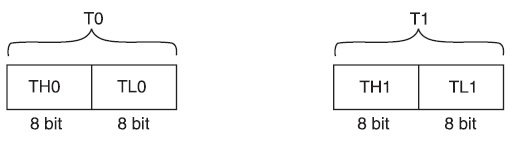 T0 T1
TH0 TL0 TH1 TL1
8 bit 8 bit 8 bit 8 bit